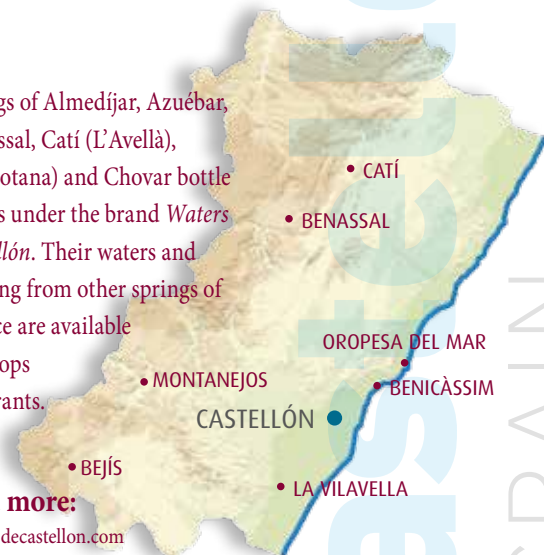 gs of Almedíjar, Azuébar,
ssal, Catí (L'Avellà),
otana) and Chovar bottle
s under the brand Waters
llón. Their waters and
ng from other springs of
ce are available
ops
rants.
more:
decastellon.com
CATÍ
BENASSAL
OROPESA DEL MAR
MONTANEJOS
BENICÀSSIM
CASTELLÓN
BEJÍS
LA VILAVELLA